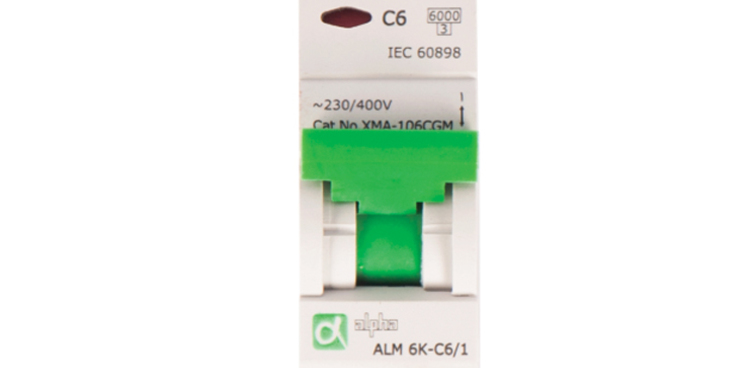 C6
6000
3
IEC 60898
~230/400V
Cat No XMA-106CGM
alpha
ALM 6K-C6/1